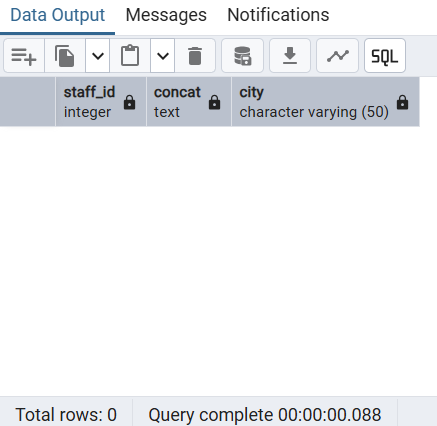 Data Output Messages Notifications
SQL
staff_id concat city
integer text character varying (50)
Total rows: 0 Query complete 00:00:00.088